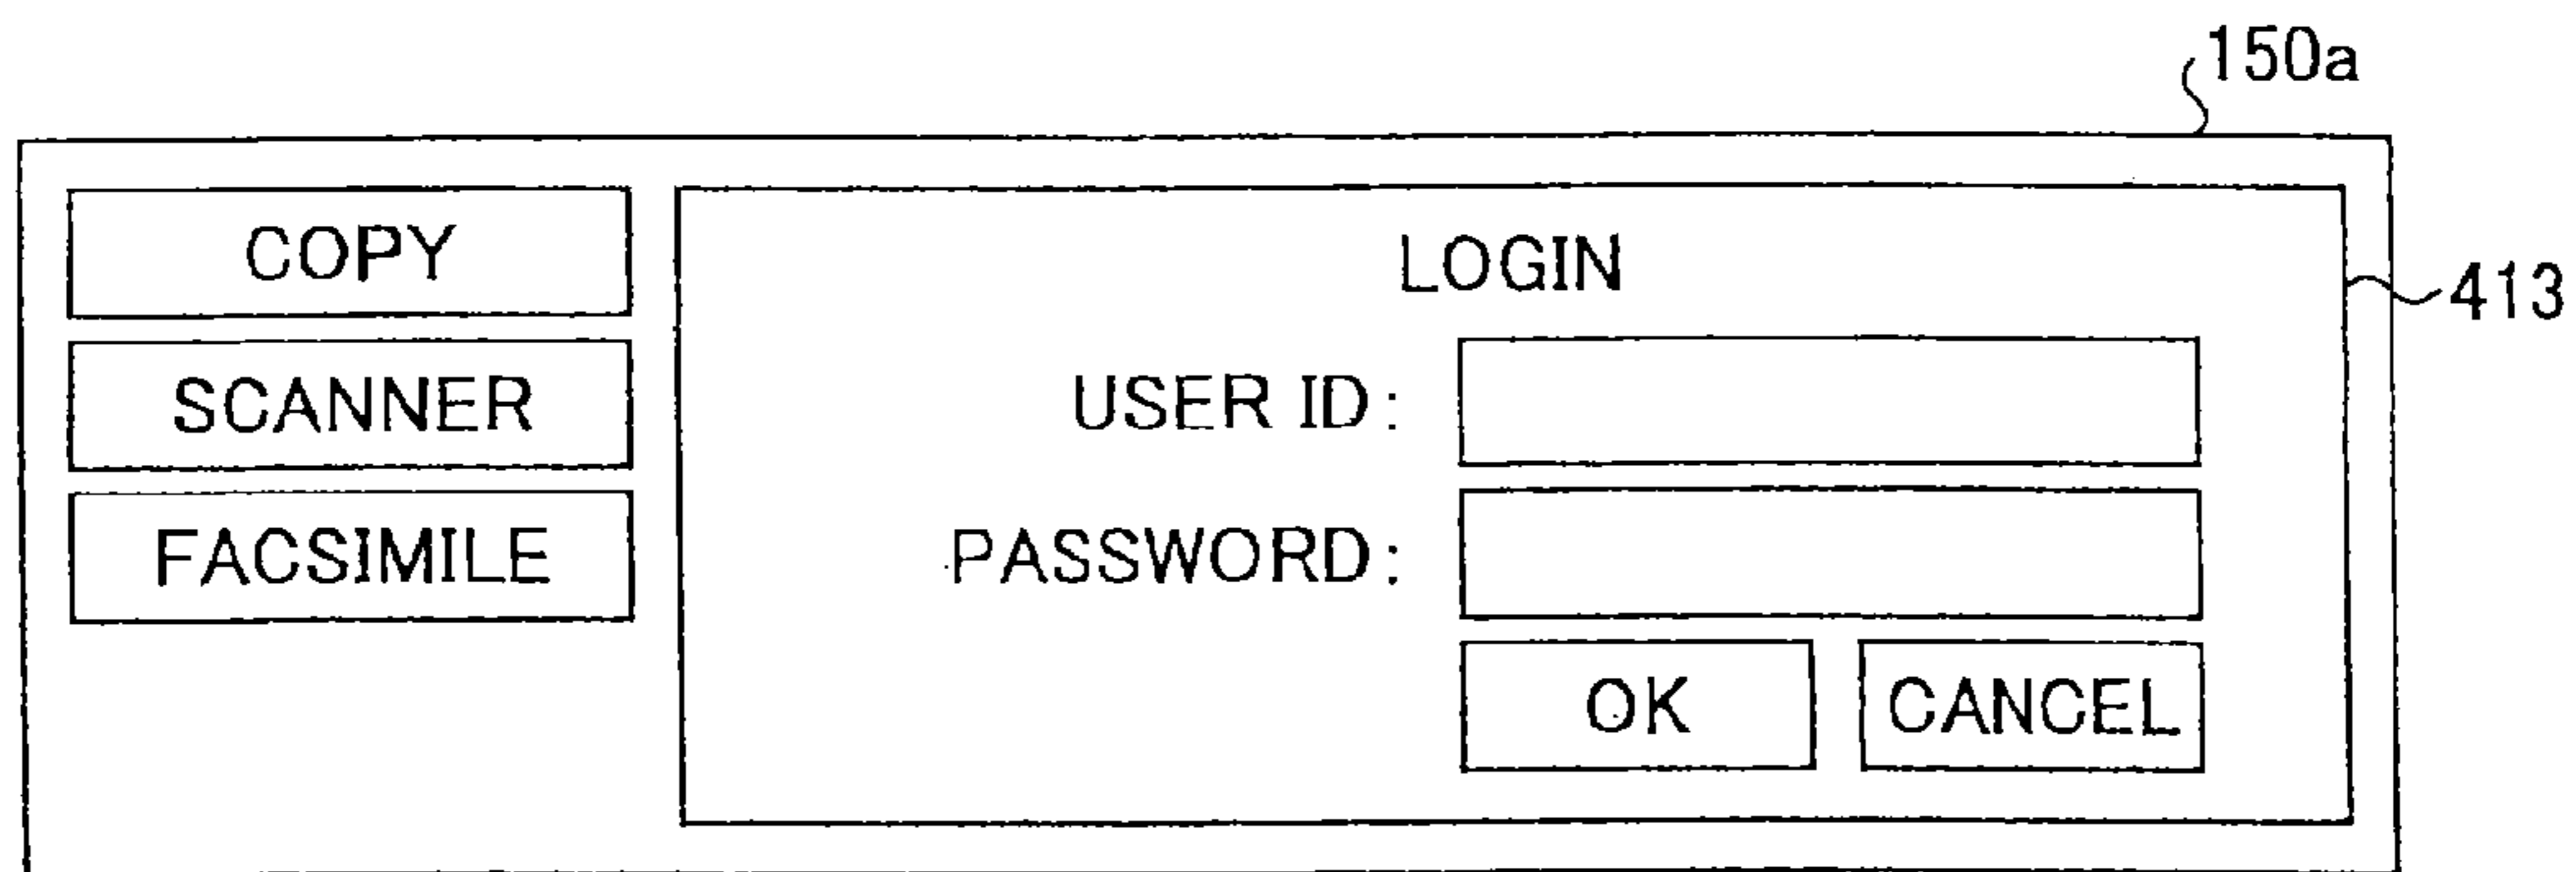 150a
COPY
SCANNER
FACSIMILE
LOGIN
413
USER ID:
PASSWORD:
OK CANCEL